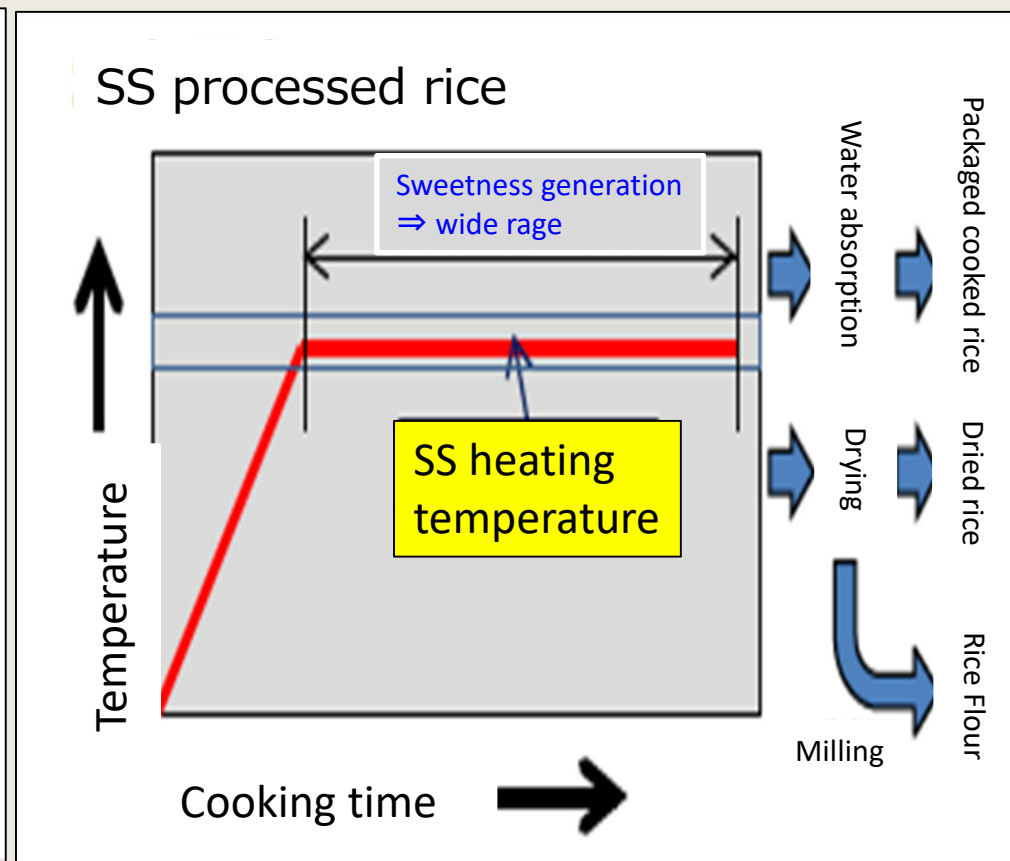 SS processed rice
Sweetness generation
⇒ wide rage
SS heating
temperature
Temperature
Cooking time
Water absorption
Packaged cooked rice
Drying
Dried rice
Milling
Rice Flour